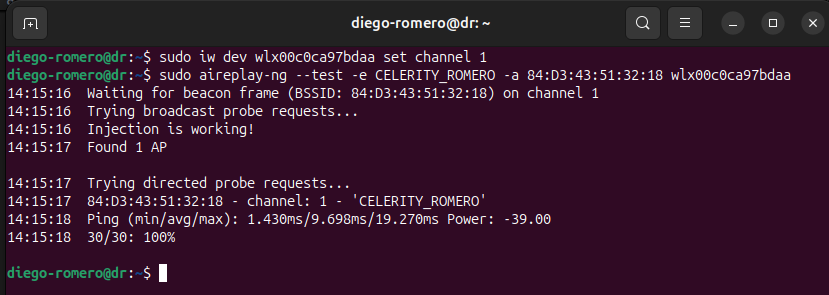 diego-romero@dr: ~
diego-romero@dr:~$ sudo iw dev wlx00c0ca97bdaa set channel 1
diego-romero@dr:~$ sudo aireplay-ng --test -e CELERITY_ROMERO -a 84:D3:43:51:32:18 wlx00c0ca97bdaa
14:15:16  Waiting for beacon frame (BSSID: 84:D3:43:51:32:18) on channel 1
14:15:16  Trying broadcast probe requests...
14:15:16  Injection is working!
14:15:17  Found 1 AP
14:15:17  Trying directed probe requests...
14:15:17  84:D3:43:51:32:18 - channel: 1 - 'CELERITY_ROMERO'
14:15:18  Ping (min/avg/max): 1.430ms/9.698ms/19.270ms Power: -39.00
14:15:18  30/30: 100%
diego-romero@dr:~$